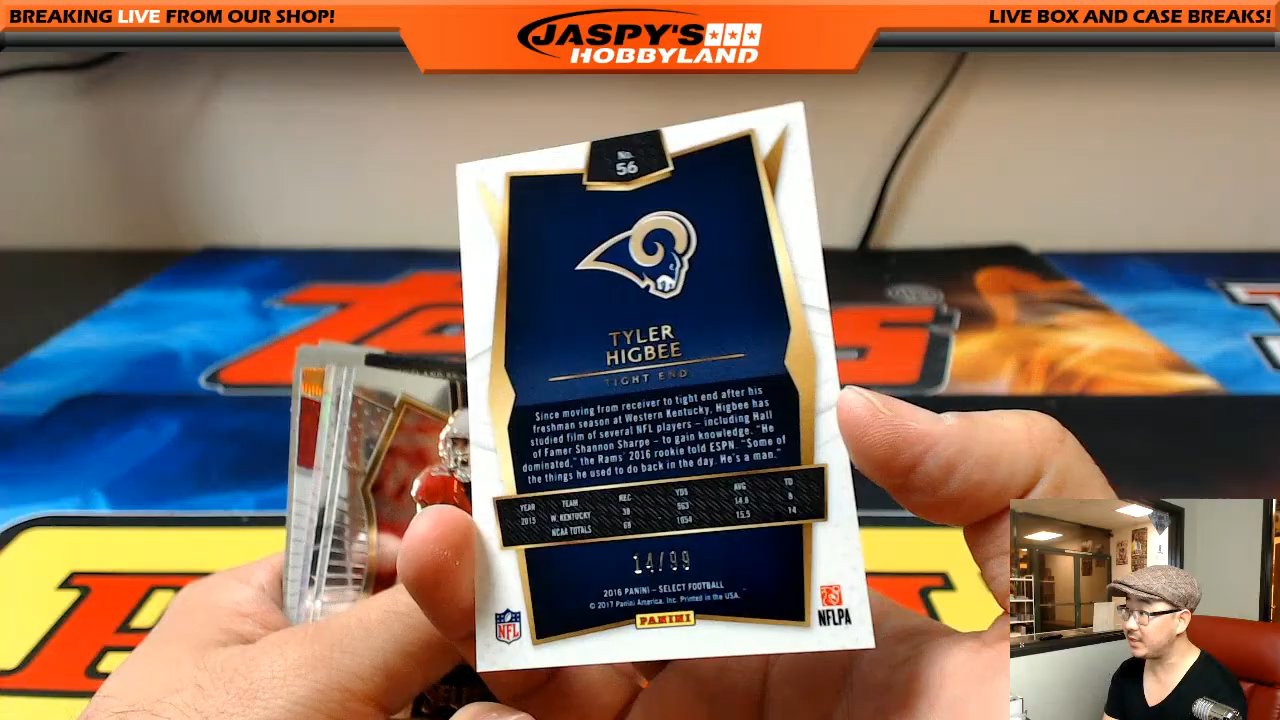 BREAKING LIVE FROM OUR SHOP!
JASPY'S
HOBBYLAND
LIVE BOX AND CASE BREAKS!
No.
56
TYLER
HIGBEE
TIGHT END
Since moving from receiver to tight end after his
freshman season at Western Kentucky, Higbee has
studied film of several NFL players – including Hall
of Famer Shannon Sharpe – to gain knowledge. "He
dominated," the Rams' 2016 rookie told ESPN. "Some of
the things he used to do back in the day. He's a man."
YEAR TEAM REC YDS AVG TD
2015 W. KENTUCKY 38 563 14.8 8
NCAA TOTALS 68 1054 15.5 14
14/99
2016 PANINI – SELECT FOOTBALL
© 2017 Panini America, Inc. Printed in the USA.
PANINI
NFL
NFLPA